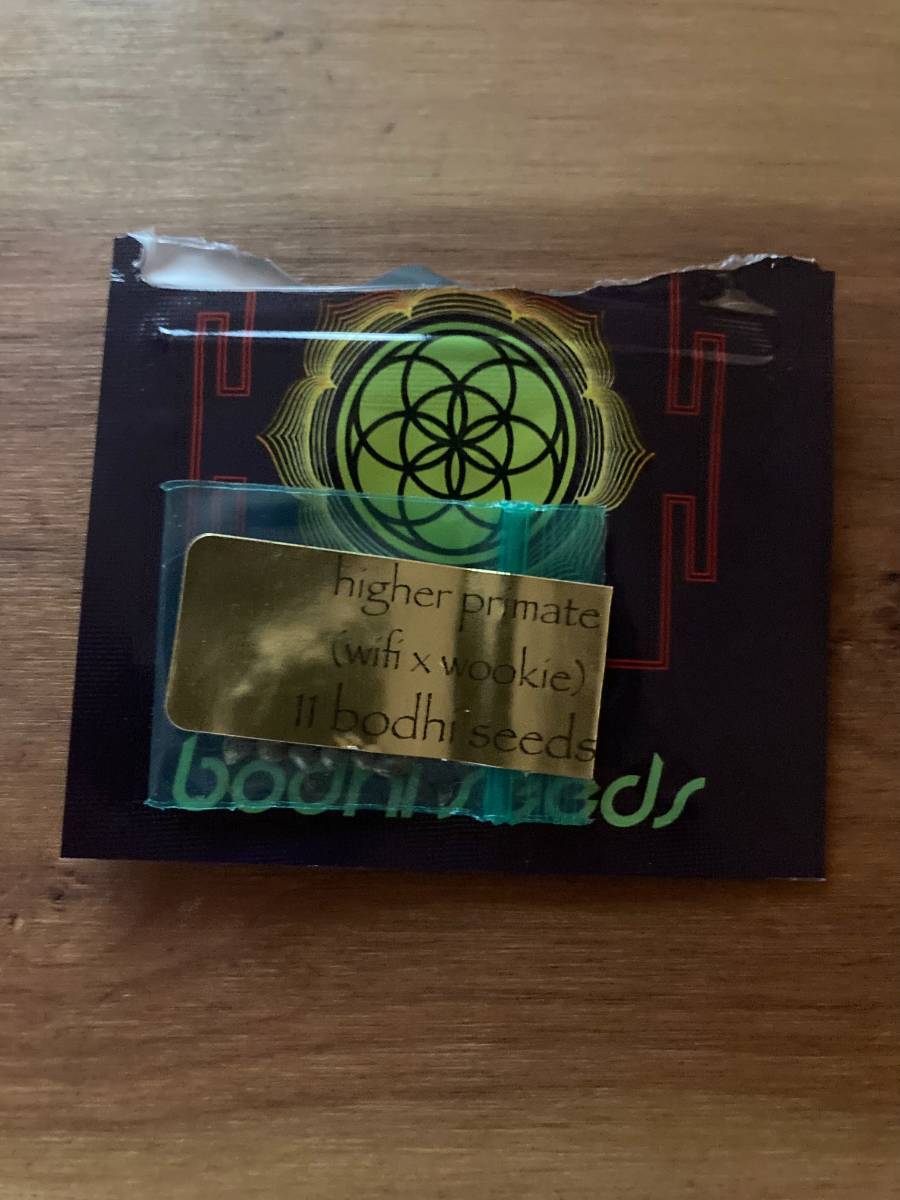 higher primate
(wifi x wookie)
11 bodhi seeds
bodhi seeds